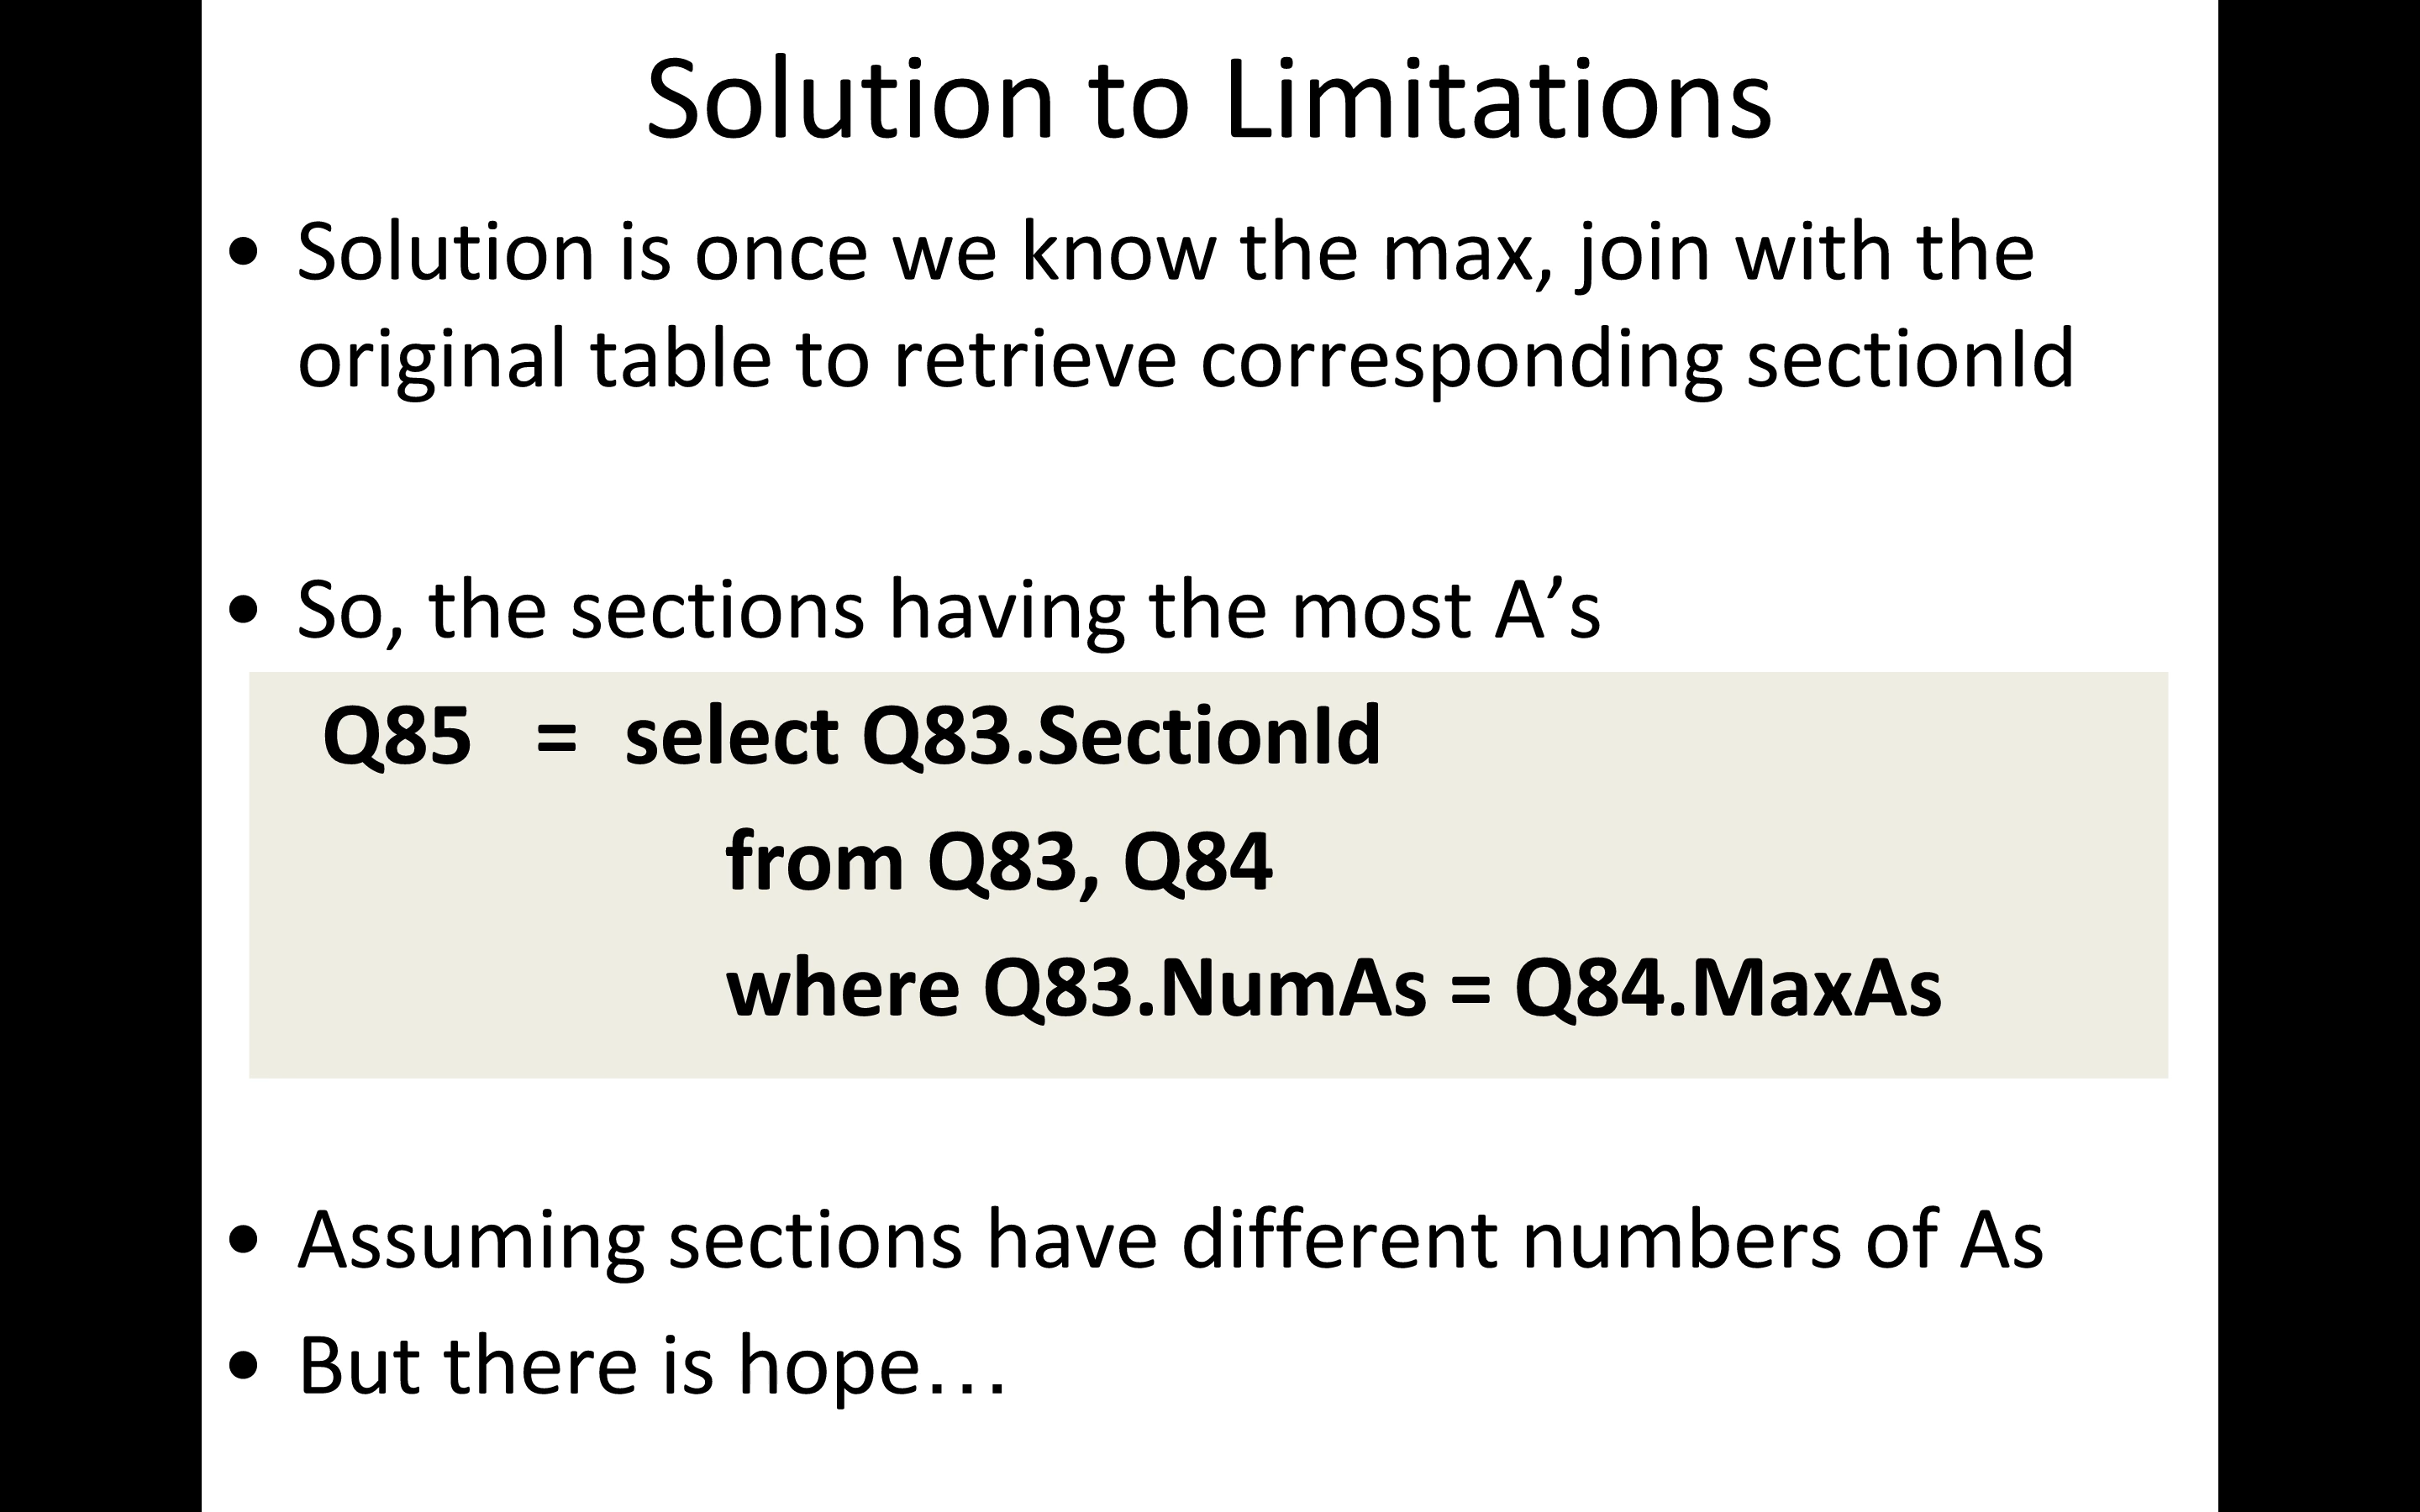 Solution to Limitations
• Solution is once we know the max, join with the
original table to retrieve corresponding sectionId
• So, the sections having the most A’s
Q85 = select Q83.SectionId
from Q83, Q84
where Q83.NumAs = Q84.MaxAs
• Assuming sections have different numbers of As
• But there is hope…